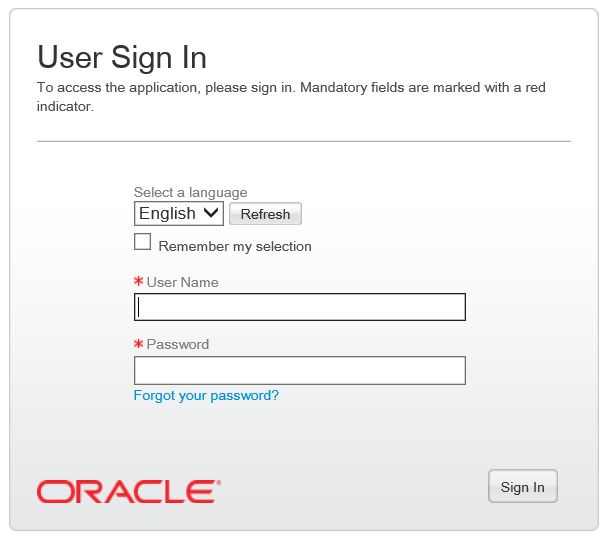 User Sign In
To access the application, please sign in. Mandatory fields are marked with a red
indicator.
Select a language
English Refresh
Remember my selection
* User Name
* Password
Forgot your password?
ORACLE Sign In